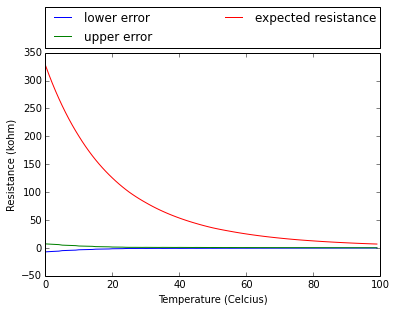 lower error
upper error
expected resistance
350
300
250
200
150
100
50
0
−50
0 20 40 60 80 100
Resistance (kohm)
Temperature (Celcius)